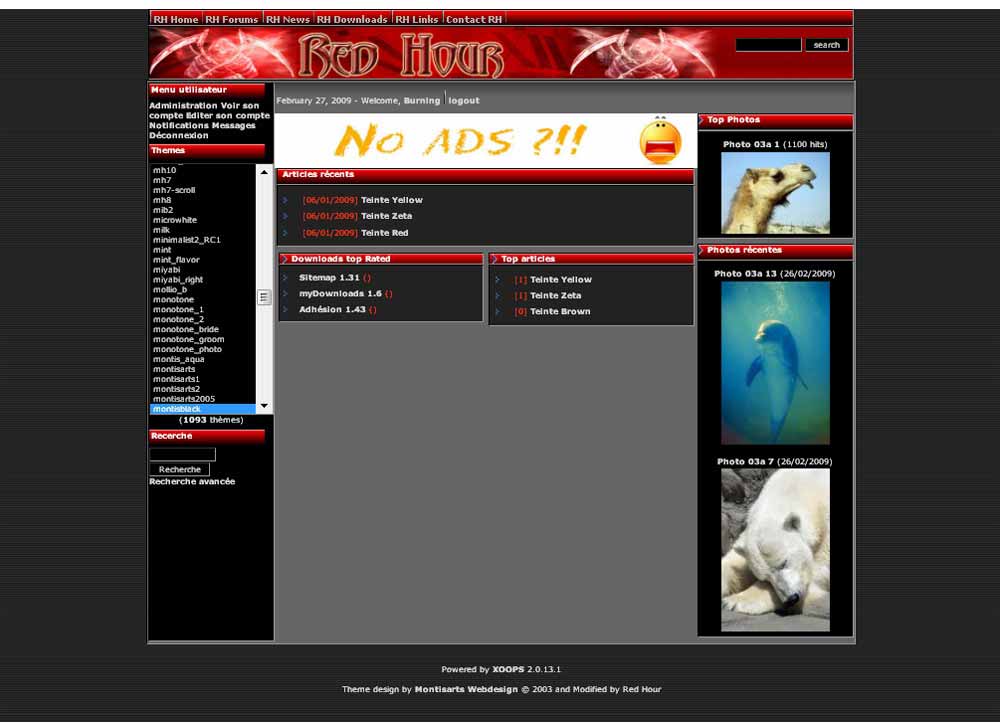 RH Home RH Forums RH News RH Downloads RH Links Contact RH
Red Hour
search
Menu utilisateur
Administration Voir son
compte Editer son compte
Notifications Messages
Déconnexion
Themes
mh10
mh7
mh7-scroll
mh8
mib2
microwhite
milk
minimalist2_RC1
mint
mint_flavor
miyabi
miyabi_right
mollio_b
monotone
monotone_1
monotone_2
monotone_bride
monotone_groom
monotone_photo
montis_aqua
montisarts
montisarts1
montisarts2
montisarts2005
montisblack
(1093 thèmes)
Recerche
Recherche
Recherche avancée
February 27, 2009 - Welcome, Burning logout
No ADS ?!!
Articles récents
[06/01/2009] Teinte Yellow
[06/01/2009] Teinte Zeta
[06/01/2009] Teinte Red
Downloads top Rated
Sitemap 1.31 ()
myDownloads 1.6 ()
Adhésion 1.43 ()
Top articles
[1] Teinte Yellow
[1] Teinte Zeta
[0] Teinte Brown
Top Photos
Photo 03a 1 (1100 hits)
Photos récentes
Photo 03a 13 (26/02/2009)
Photo 03a 7 (26/02/2009)
Powered by XOOPS 2.0.13.1
Theme design by Montisarts Webdesign © 2003 and Modified by Red Hour